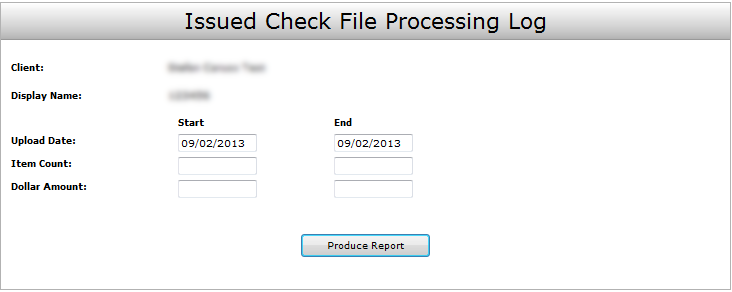 Issued Check File Processing Log
Client:
Display Name:
Start End
Upload Date: 09/02/2013 09/02/2013
Item Count:
Dollar Amount:
Produce Report